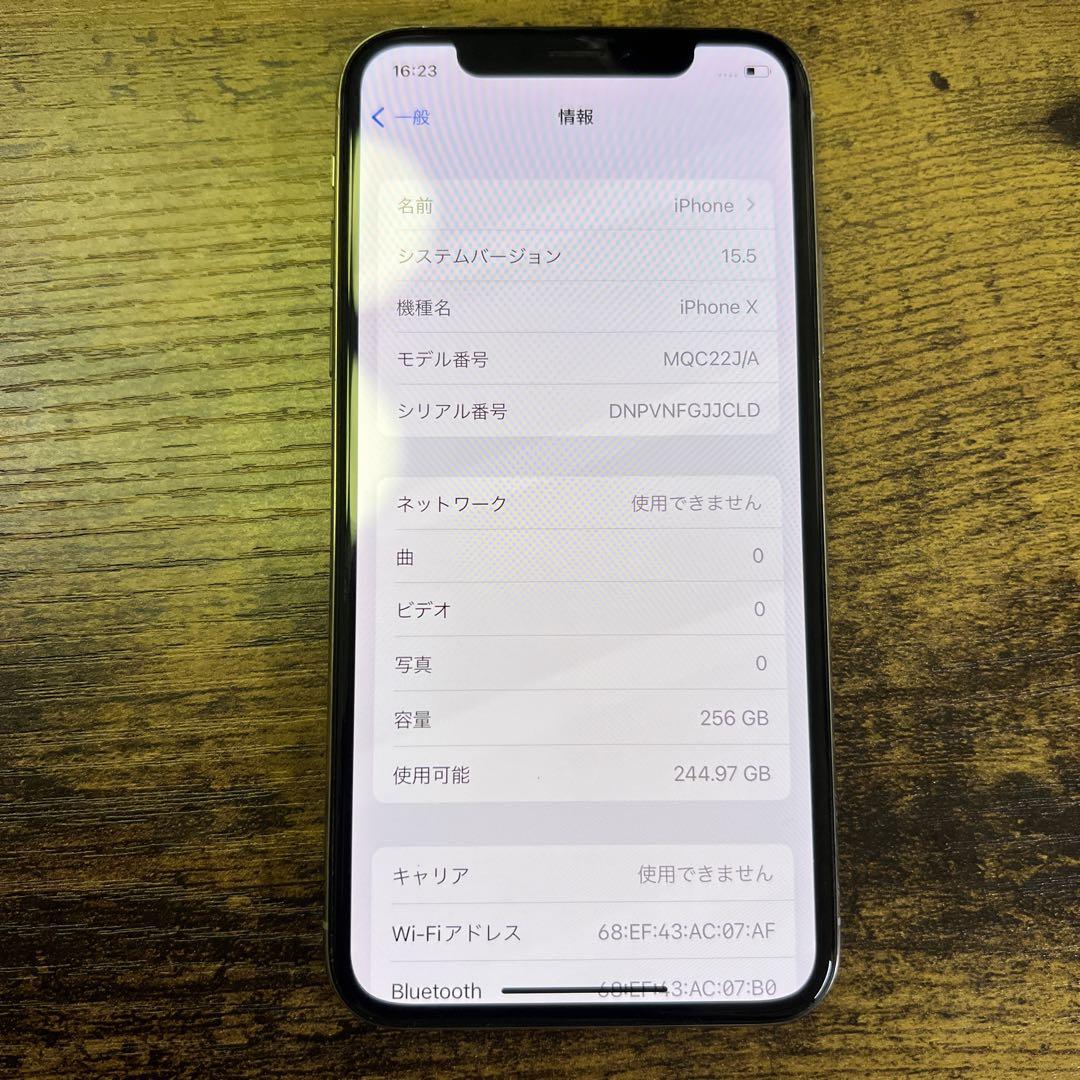 16:23
一般 情報
名前 iPhone
システムバージョン 15.5
機種名 iPhone X
モデル番号 MQC22J/A
シリアル番号 DNPVNFGJJCLD
ネットワーク 使用できません
曲 0
ビデオ 0
写真 0
容量 256 GB
使用可能 244.97 GB
キャリア 使用できません
Wi-Fiアドレス 68:EF:43:AC:07:AF
Bluetooth 68:EF:43:AC:07:B0